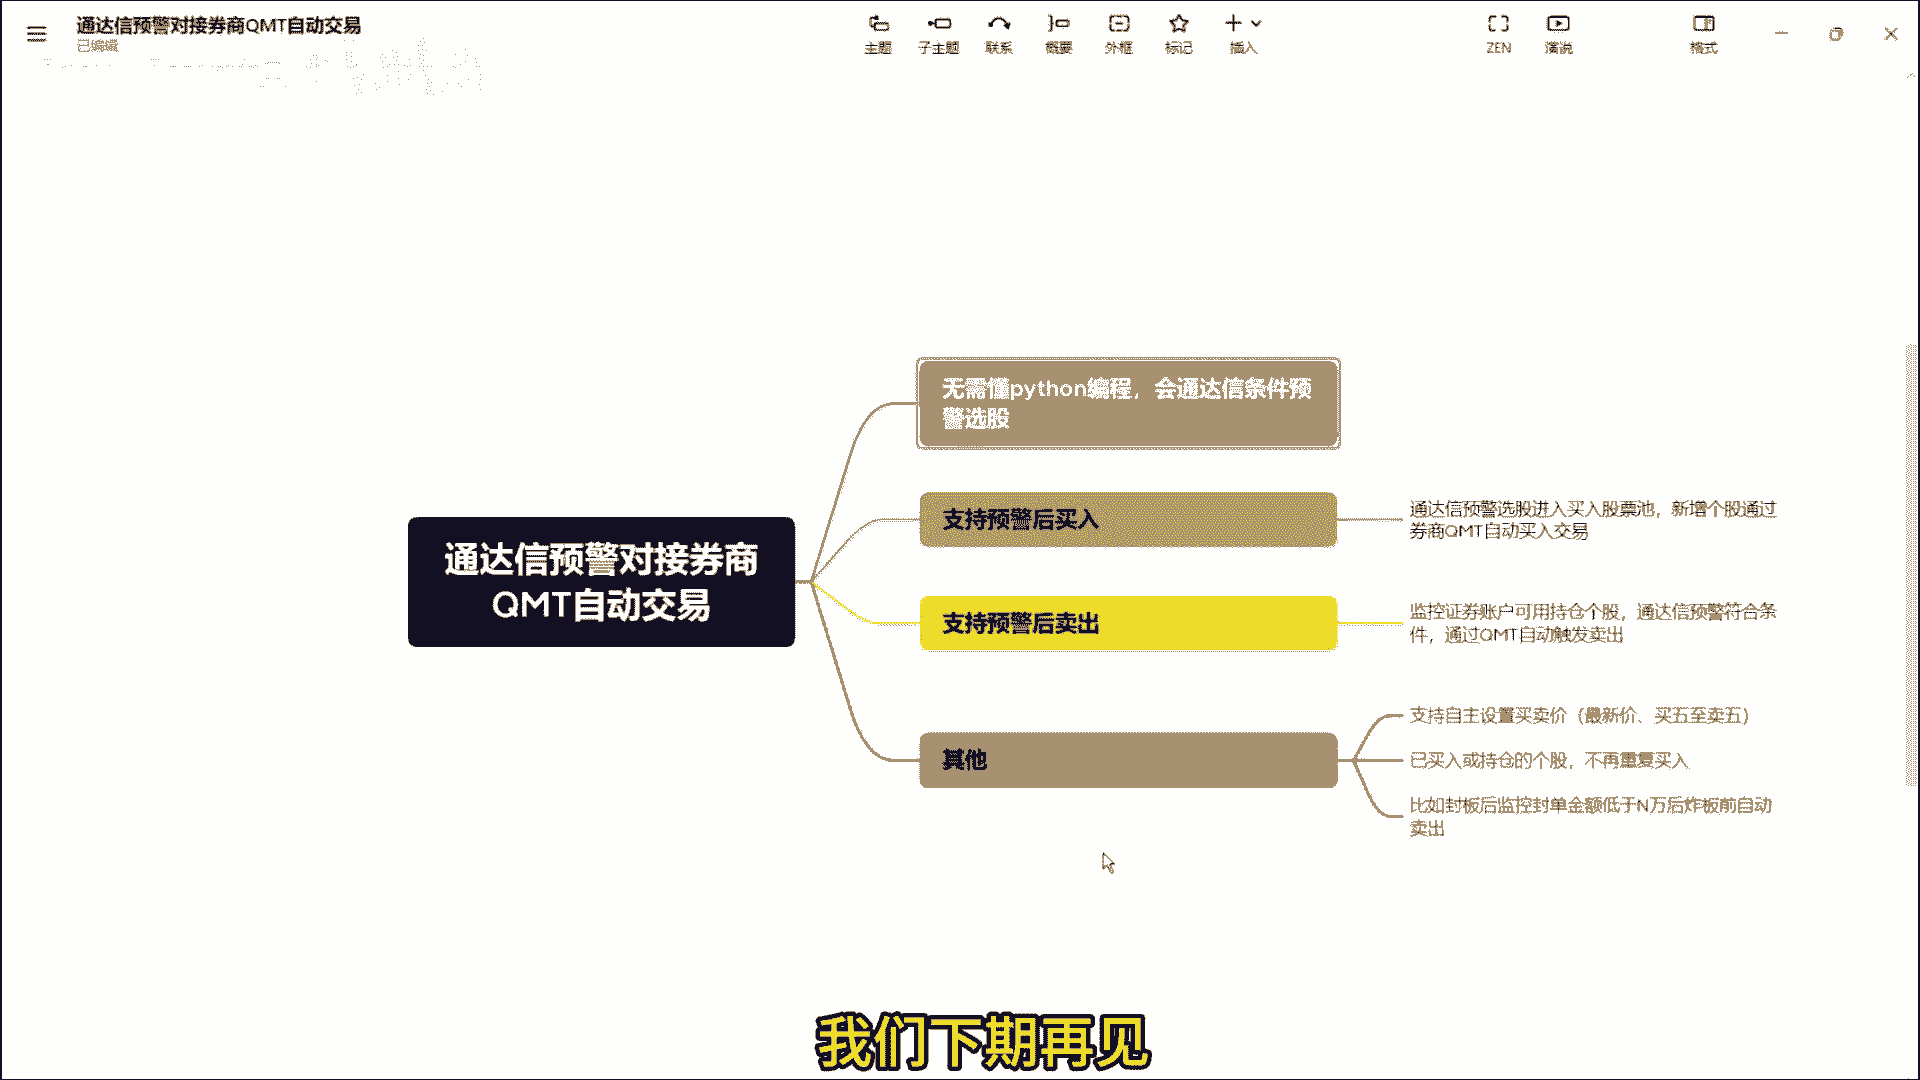 通达信预警对接券商QMT自动交易
已编辑
主题
子主题
联系
概要
外框
标记
插入
ZEN
演说
格式
无需懂python编程，会通达信条件预
警选股
支持预警后买入
通达信预警选股进入买入股票池，新增个股通过
券商QMT自动买入交易
通达信预警对接券商
QMT自动交易
支持预警后卖出
监控证券账户可用持仓个股，通达信预警符合条
件，通过QMT自动触发卖出
其他
支持自主设置买卖价（最新价、买五至卖五）
已买入或持仓的个股，不再重复买入
比如封板后监控封单金额低于N万后炸板前自动
卖出
我们下期再见